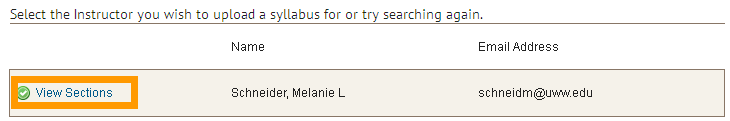 Select the Instructor you wish to upload a syllabus for or try searching again.
Name Email Address
View Sections Schneider, Melanie L schneidm@uww.edu